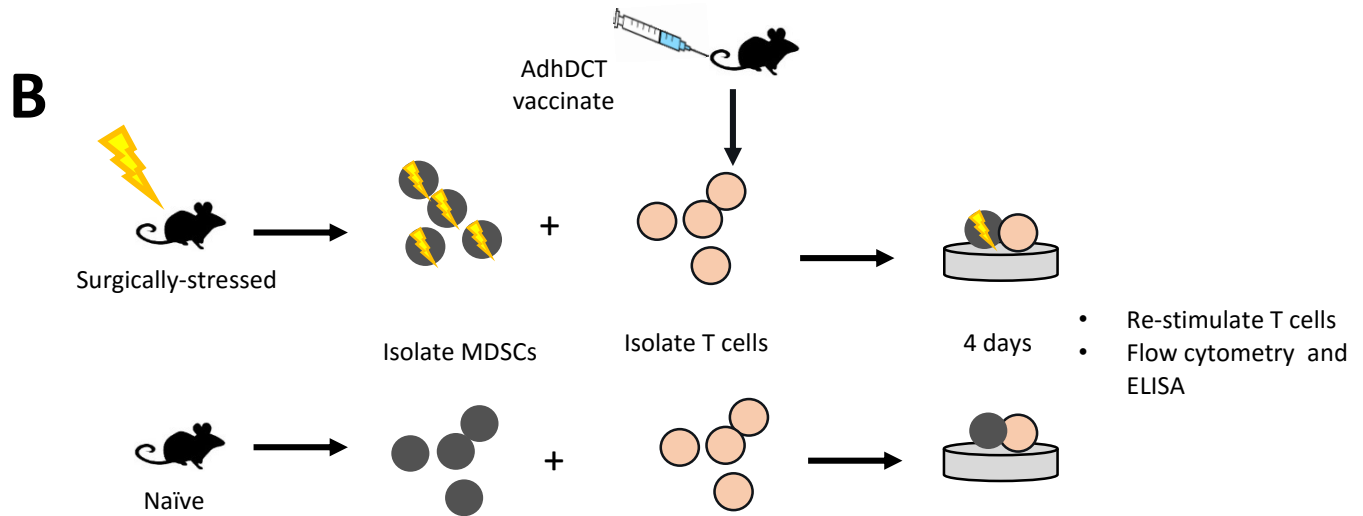 B
AdhDCT
vaccinate
+
Surgically-stressed
Isolate MDSCs
Isolate T cells
4 days
• Re-stimulate T cells
• Flow cytometry and
ELISA
+
Naïve